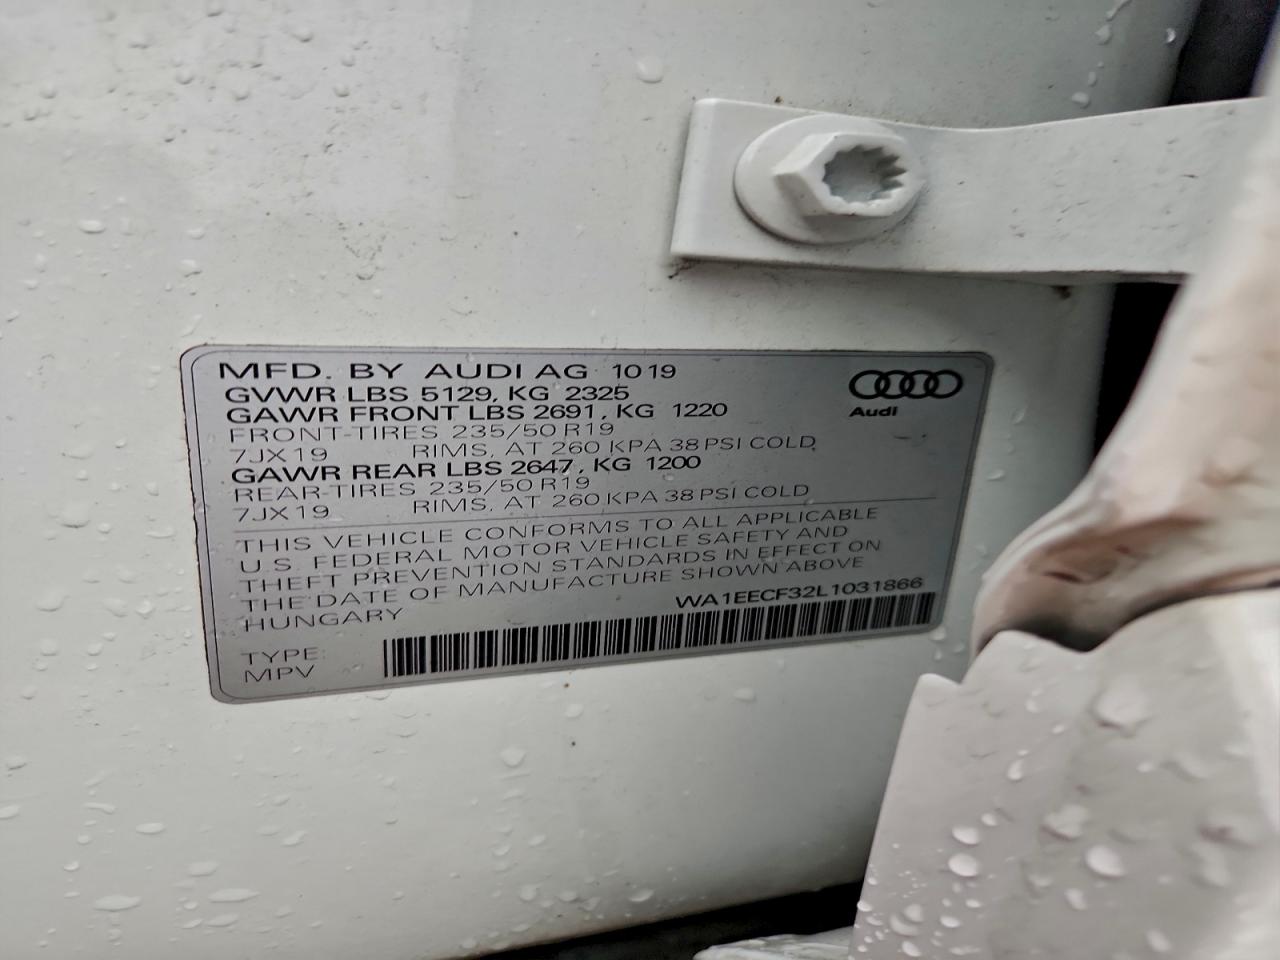 MFD. BY AUDI AG 10 19
GVWR LBS 5129, KG 2325
GAWR FRONT LBS 2691, KG 1220
FRONT-TIRES 235/50 R19
7JX19 RIMS, AT 260 KPA 38 PSI COLD
GAWR REAR LBS 2647, KG 1200
REAR-TIRES 235/50 R19
7JX19 RIMS, AT 260 KPA 38 PSI COLD
Audi
THIS VEHICLE CONFORMS TO ALL APPLICABLE
U.S. FEDERAL MOTOR VEHICLE SAFETY AND
THEFT PREVENTION STANDARDS IN EFFECT ON
THE DATE OF MANUFACTURE SHOWN ABOVE
HUNGARY
WA1EECF32L1031866
TYPE:
MPV